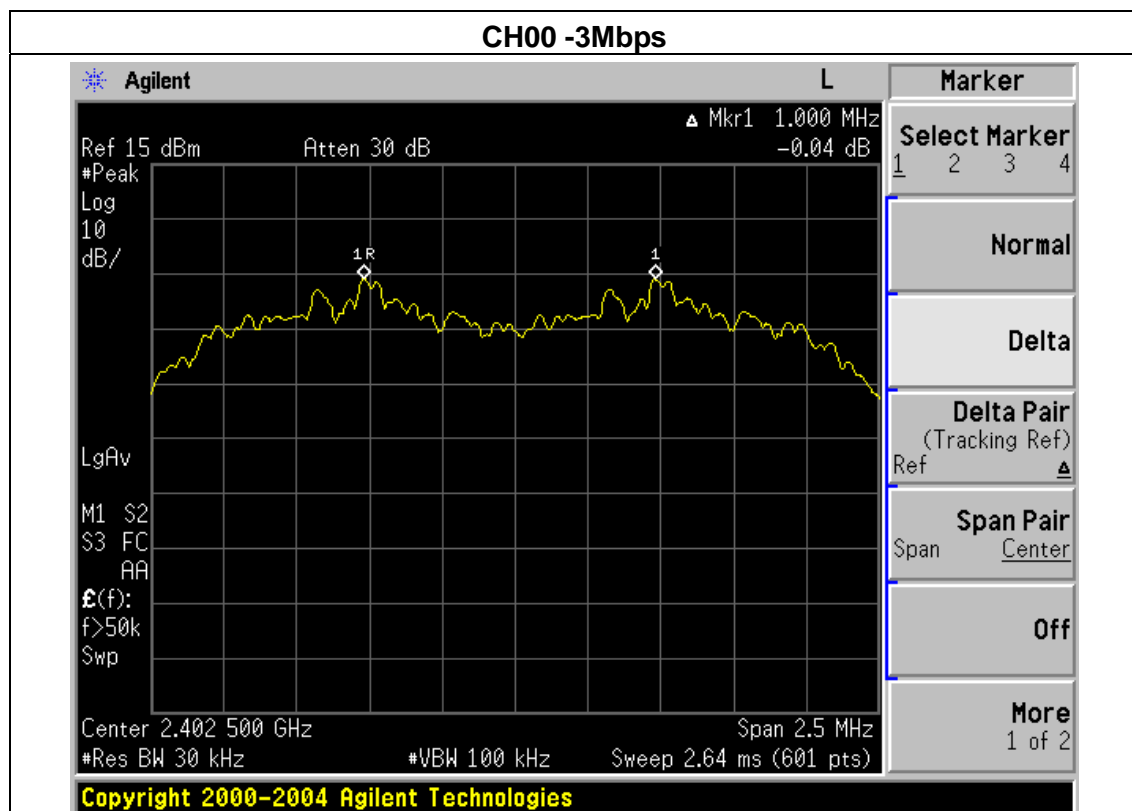 CH00 -3Mbps
Agilent L
Marker
Δ Mkr1 1.000 MHz
Ref 15 dBm Atten 30 dB -0.04 dB
#Peak
Log
10
dB/
1R
1
LgAv
M1 S2
S3 FC
AA
£(f):
f>50k
Swp
Center 2.402 500 GHz Span 2.5 MHz
#Res BW 30 kHz #VBW 100 kHz Sweep 2.64 ms (601 pts)
Select Marker
1 2 3 4
Normal
Delta
Delta Pair
(Tracking Ref)
Ref Δ
Span Pair
Span Center
Off
More
1 of 2
Copyright 2000-2004 Agilent Technologies